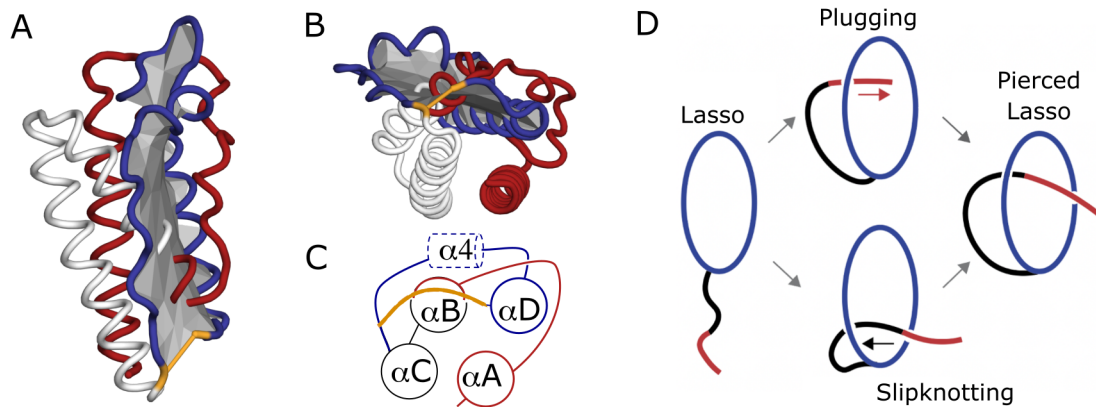 A
B
C
α4
αB
αD
αC
αA
D
Plugging
Lasso
Pierced
Lasso
Slipknotting